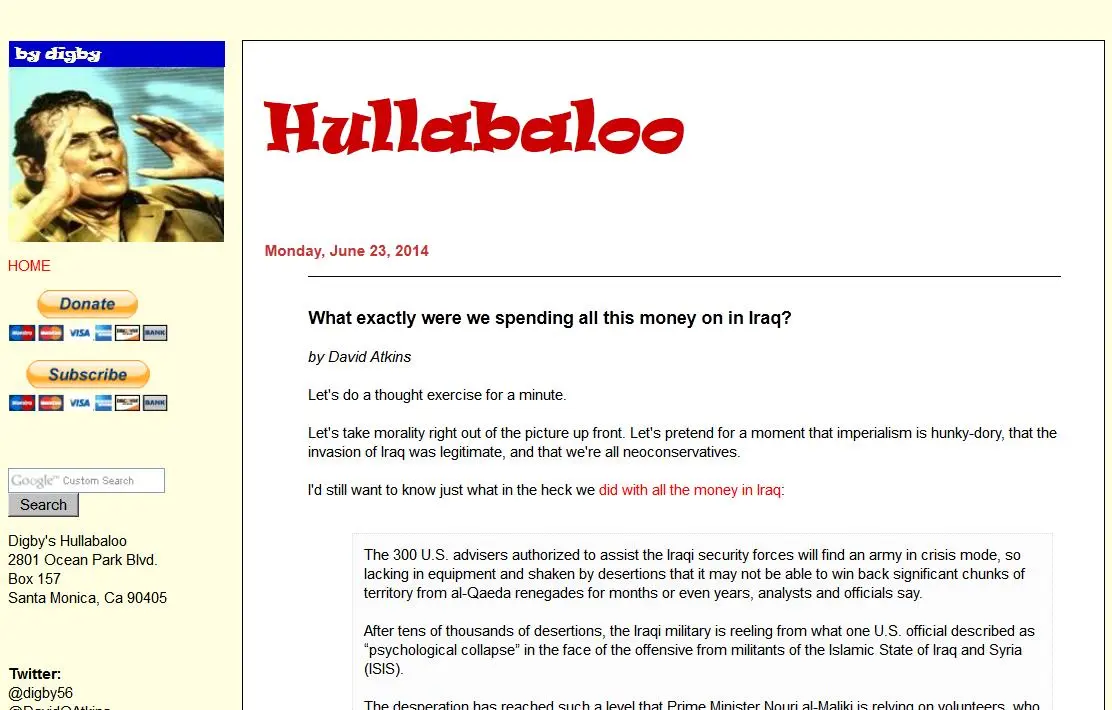 by digby
Hullabaloo
Monday, June 23, 2014
HOME
Donate
VISA
BANK
Subscribe
VISA
BANK
Google™ Custom Search
Search
Digby's Hullabaloo
2801 Ocean Park Blvd.
Box 157
Santa Monica, Ca 90405
Twitter:
@digby56
What exactly were we spending all this money on in Iraq?
by David Atkins
Let's do a thought exercise for a minute.
Let's take morality right out of the picture up front. Let's pretend for a moment that imperialism is hunky-dory, that the
invasion of Iraq was legitimate, and that we're all neoconservatives.
I'd still want to know just what in the heck we did with all the money in Iraq:
The 300 U.S. advisers authorized to assist the Iraqi security forces will find an army in crisis mode, so
lacking in equipment and shaken by desertions that it may not be able to win back significant chunks of
territory from al-Qaeda renegades for months or even years, analysts and officials say.
After tens of thousands of desertions, the Iraqi military is reeling from what one U.S. official described as
“psychological collapse” in the face of the offensive from militants of the Islamic State of Iraq and Syria
(ISIS).
The desperation has reached such a level that Prime Minister Nouri al-Maliki is relying on volunteers, who